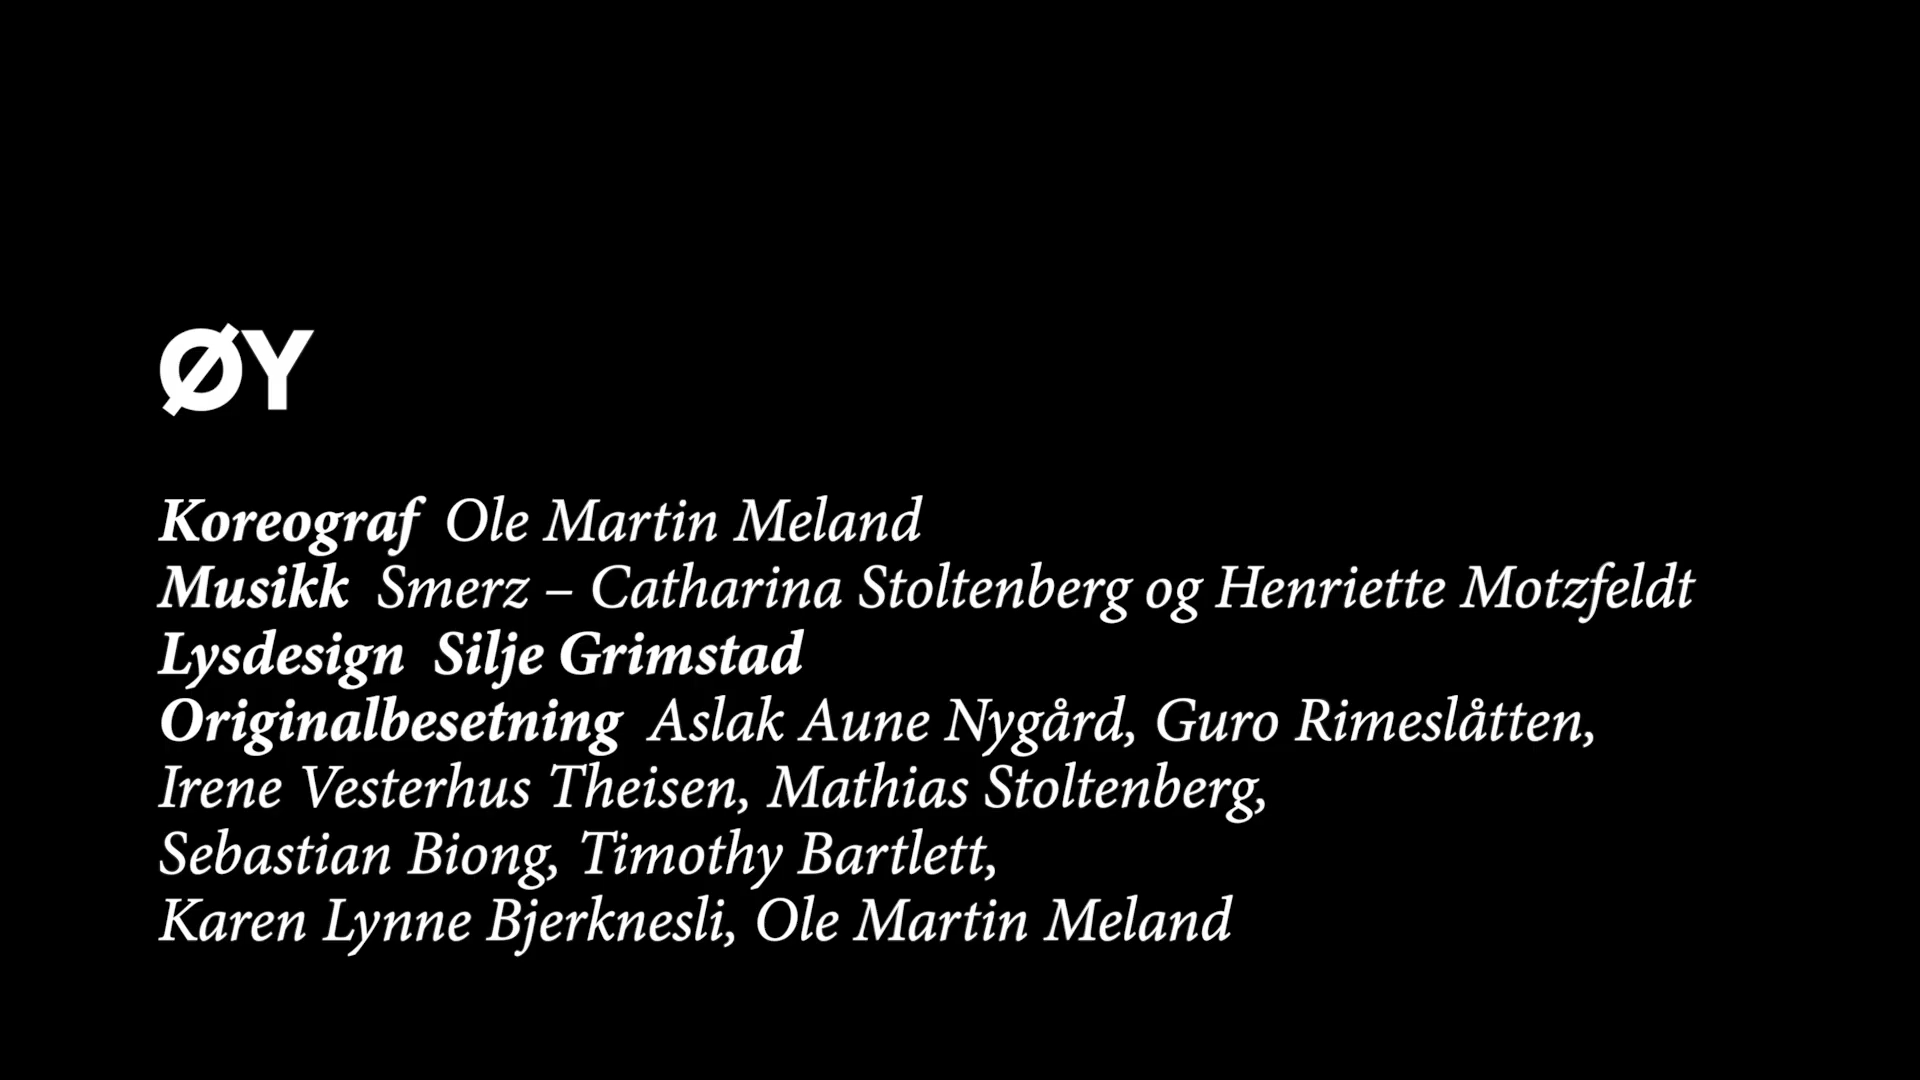 ØY
Koreograf Ole Martin Meland
Musikk Smerz – Catharina Stoltenberg og Henriette Motzfeldt
Lysdesign Silje Grimstad
Originalbesetning Aslak Aune Nygård, Guro Rimeslåtten,
Irene Vesterhus Theisen, Mathias Stoltenberg,
Sebastian Biong, Timothy Bartlett,
Karen Lynne Bjerknesli, Ole Martin Meland